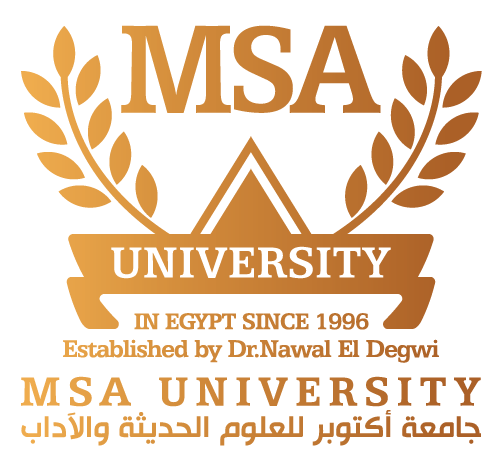 MSA
UNIVERSITY
IN EGYPT SINCE 1996
Established by Dr.Nawal El Degwi
MSA UNIVERSITY
جامعة أكتوبر للعلوم الحديثة والآداب